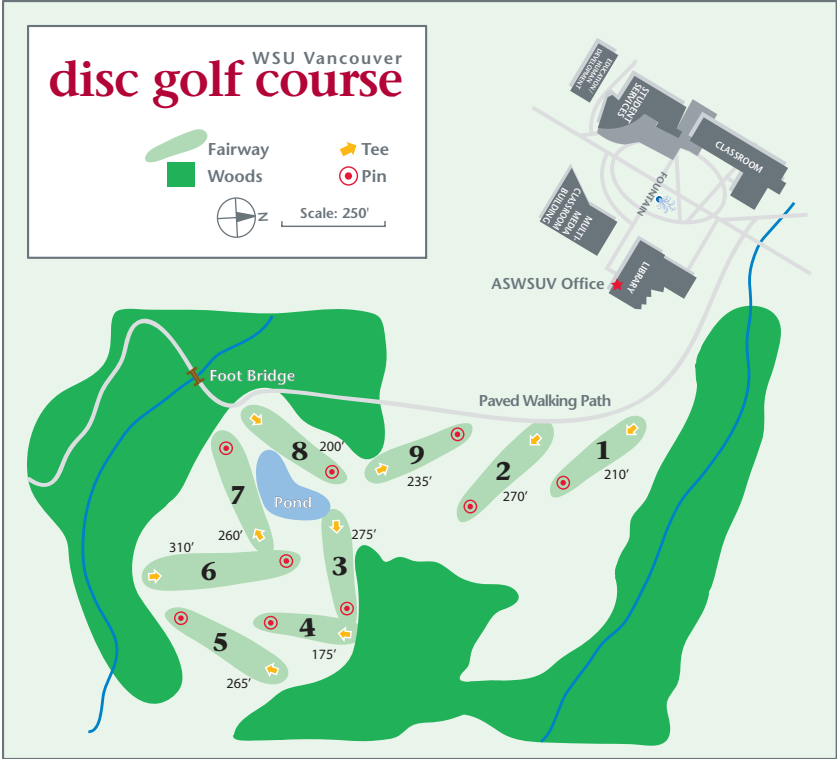 WSU Vancouver
disc golf course
Fairway
Tee
Woods
Pin
N
Scale: 250'
EDUCATION/
HUMAN
DEVELOPMENT
STUDENT
SERVICES
CLASSROOM
FOUNTAIN
MULTI-
MEDIA
CLASSROOM
BUILDING
LIBRARY
ASWSUV Office
Foot Bridge
Paved Walking Path
8
200'
9
235'
2
270'
1
210'
7
260'
Pond
275'
3
310'
6
4
175'
5
265'